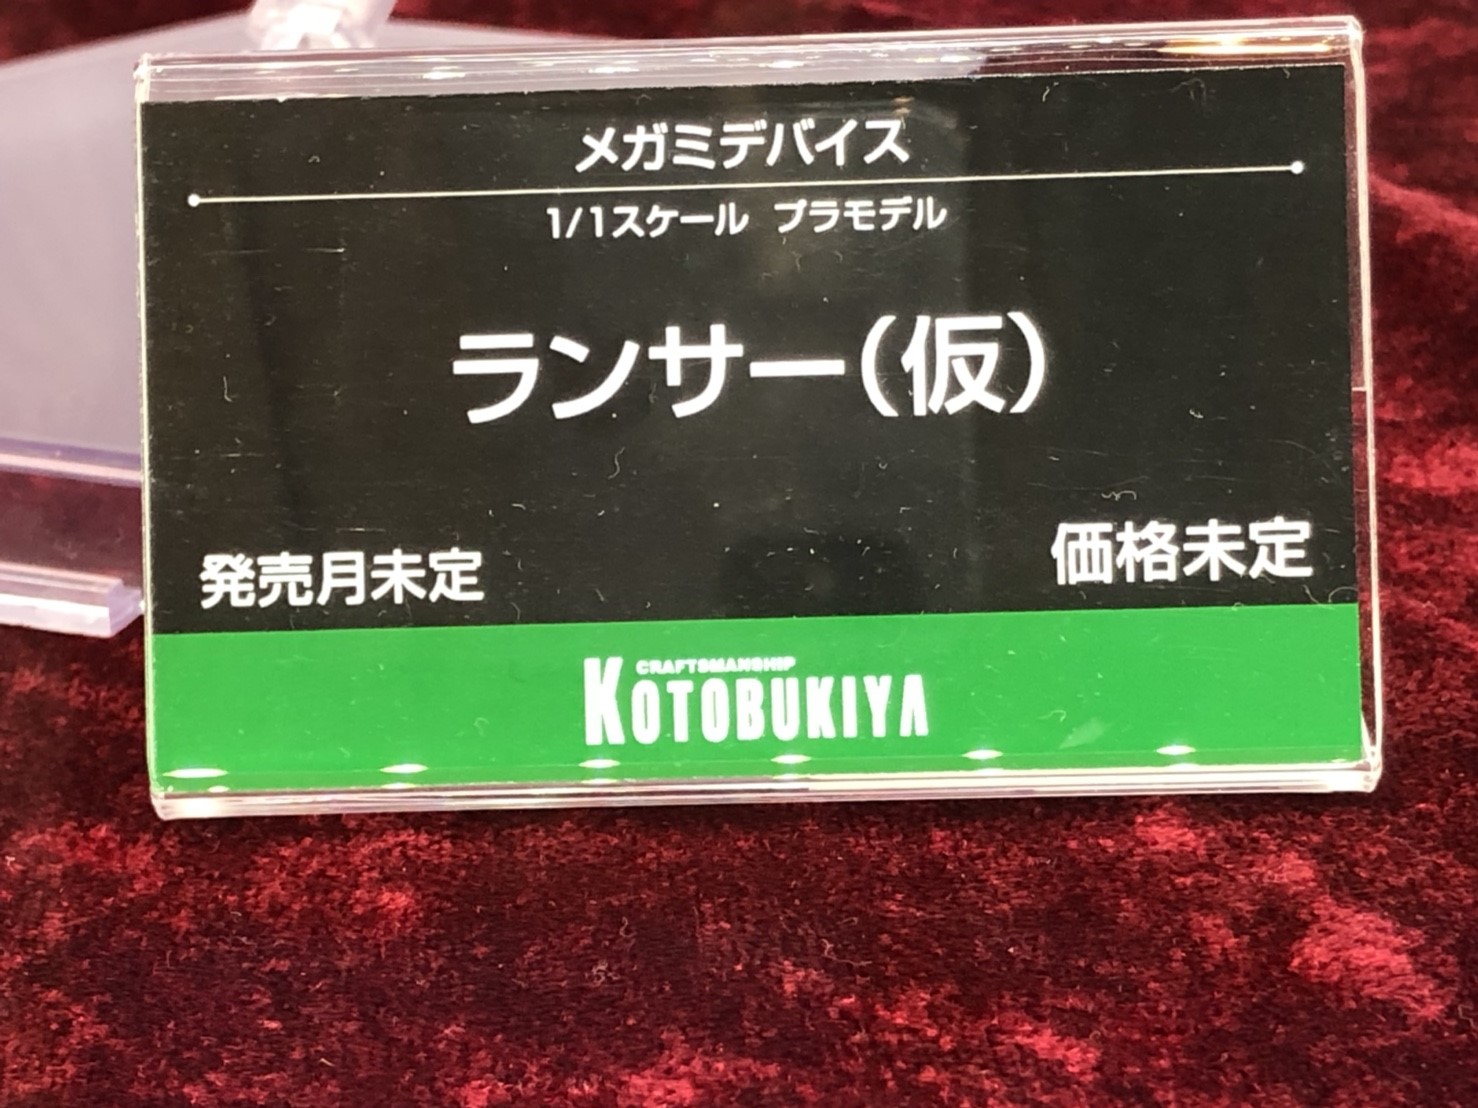 メガミデバイス
1/1スケール プラモデル
ランサー(仮)
発売月未定
価格未定
CRAFTSMANSHIP
KOTOBUKIYA